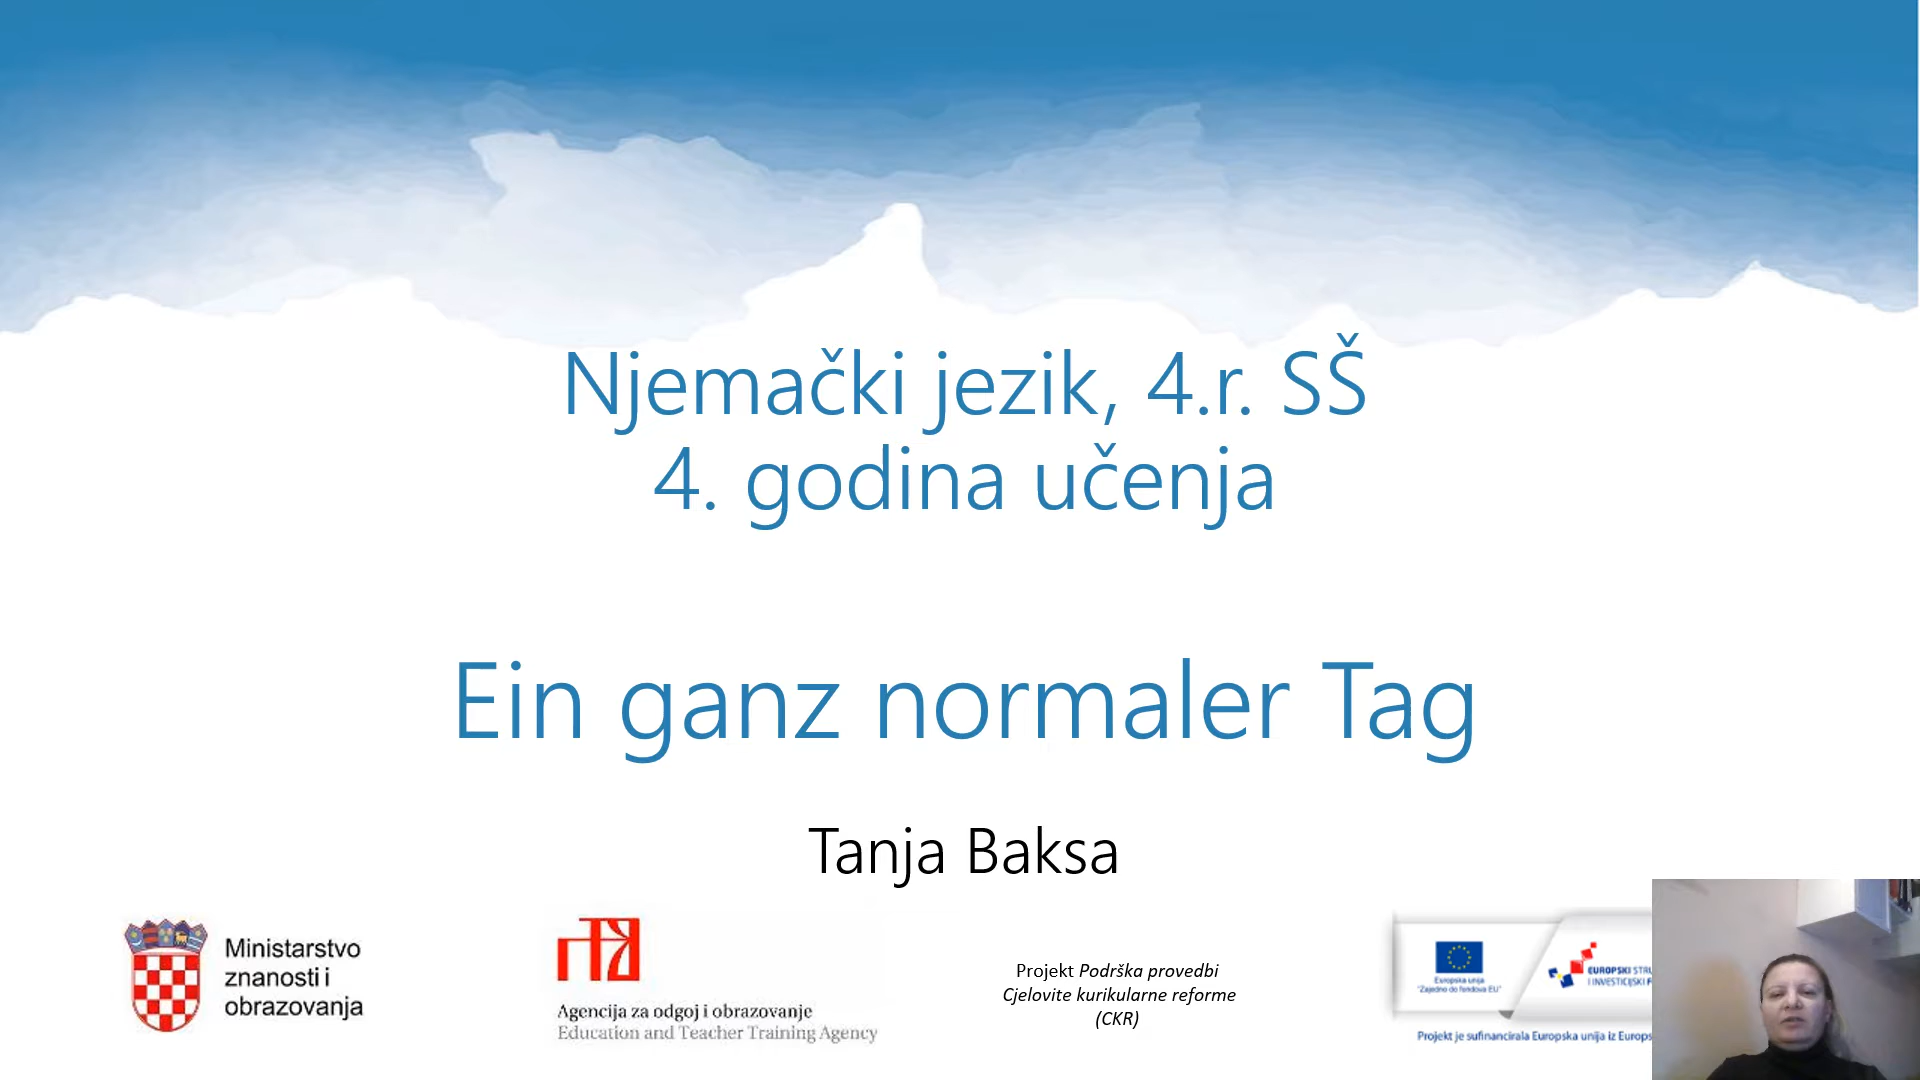 Njemački jezik, 4.r. SŠ
4. godina učenja
Ein ganz normaler Tag
Tanja Baksa
Ministarstvo
znanosti i
obrazovanja
Agencija za odgoj i obrazovanje
Education and Teacher Training Agency
Projekt Podrška provedbi
Cjelovite kurikularne reforme
(CKR)
Europska unija
"Zajedno do fondova EU"
EUROPSKI
I INVESTICIJSKI
Projekt je sufinancirala Europska unija iz